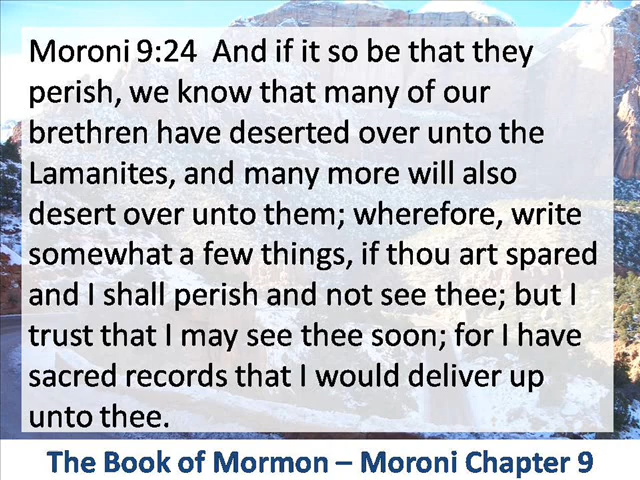 Moroni 9:24  And if it so be that they
perish, we know that many of our
brethren have deserted over unto the
Lamanites, and many more will also
desert over unto them; wherefore, write
somewhat a few things, if thou art spared
and I shall perish and not see thee; but I
trust that I may see thee soon; for I have
sacred records that I would deliver up
unto thee.
The Book of Mormon – Moroni Chapter 9